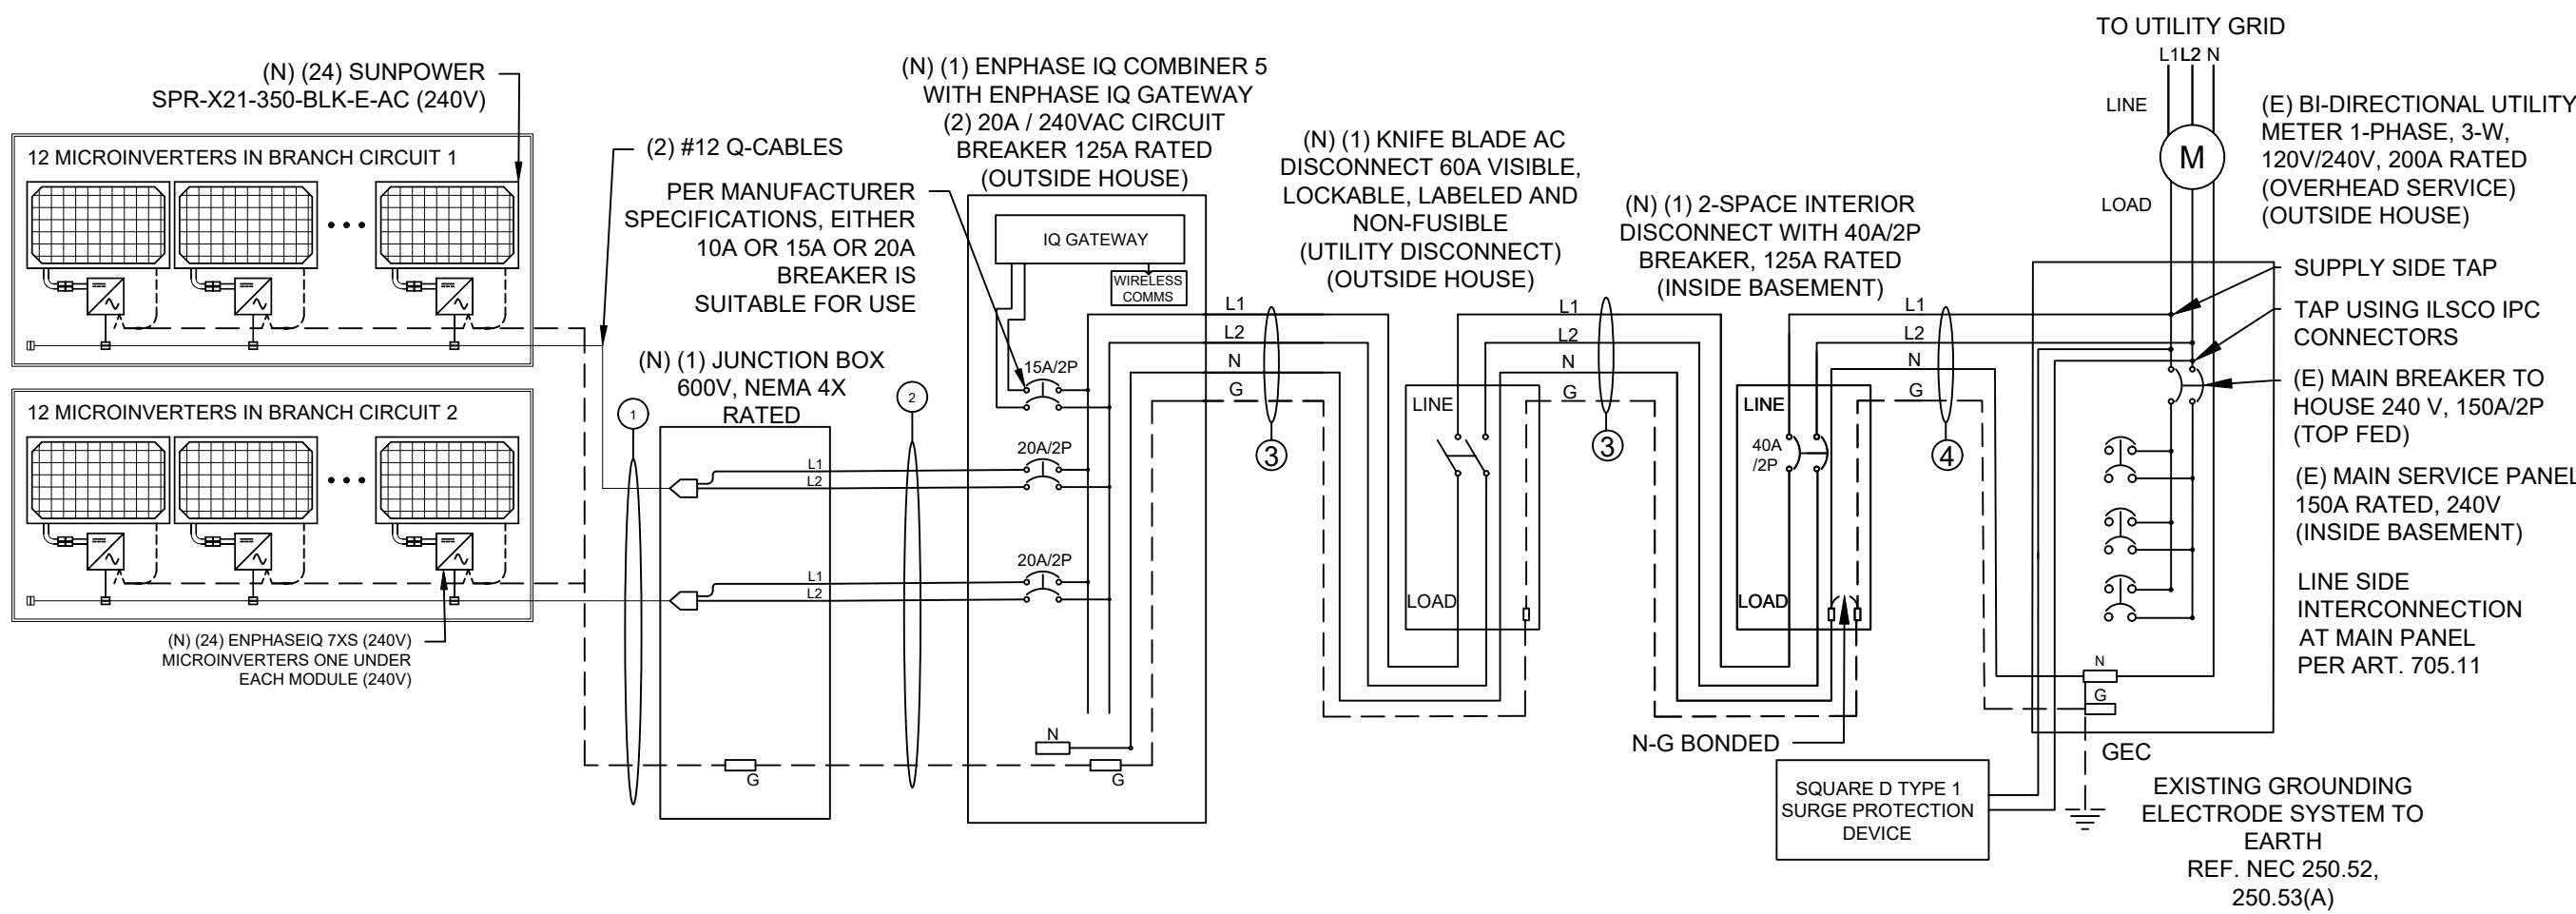 (N) (24) SUNPOWER
SPR-X21-350-BLK-E-AC (240V)
12 MICROINVERTERS IN BRANCH CIRCUIT 1
12 MICROINVERTERS IN BRANCH CIRCUIT 2
(N) (24) ENPHASEIQ 7XS (240V)
MICROINVERTERS ONE UNDER
EACH MODULE (240V)
(2) #12 Q-CABLES
PER MANUFACTURER
SPECIFICATIONS, EITHER
10A OR 15A OR 20A
BREAKER IS
SUITABLE FOR USE
(N) (1) JUNCTION BOX
600V, NEMA 4X
RATED
1
L1
L2
L1
L2
G
2
(N) (1) ENPHASE IQ COMBINER 5
WITH ENPHASE IQ GATEWAY
(2) 20A / 240VAC CIRCUIT
BREAKER 125A RATED
(OUTSIDE HOUSE)
IQ GATEWAY
WIRELESS
COMMS
15A/2P
20A/2P
20A/2P
N
G
L1
L2
N
G
3
(N) (1) KNIFE BLADE AC
DISCONNECT 60A VISIBLE,
LOCKABLE, LABELED AND
NON-FUSIBLE
(UTILITY DISCONNECT)
(OUTSIDE HOUSE)
LINE
LOAD
L1
L2
N
G
3
(N) (1) 2-SPACE INTERIOR
DISCONNECT WITH 40A/2P
BREAKER, 125A RATED
(INSIDE BASEMENT)
LINE
40A
/2P
LOAD
N-G BONDED
L1
L2
N
G
4
SQUARE D TYPE 1
SURGE PROTECTION
DEVICE
TO UTILITY GRID
L1 L2 N
LINE
M
LOAD
(E) BI-DIRECTIONAL UTILITY
METER 1-PHASE, 3-W,
120V/240V, 200A RATED
(OVERHEAD SERVICE)
(OUTSIDE HOUSE)
SUPPLY SIDE TAP
TAP USING ILSCO IPC
CONNECTORS
(E) MAIN BREAKER TO
HOUSE 240 V, 150A/2P
(TOP FED)
(E) MAIN SERVICE PANEL
150A RATED, 240V
(INSIDE BASEMENT)
LINE SIDE
INTERCONNECTION
AT MAIN PANEL
PER ART. 705.11
N
G
GEC
EXISTING GROUNDING
ELECTRODE SYSTEM TO
EARTH
REF. NEC 250.52,
250.53(A)